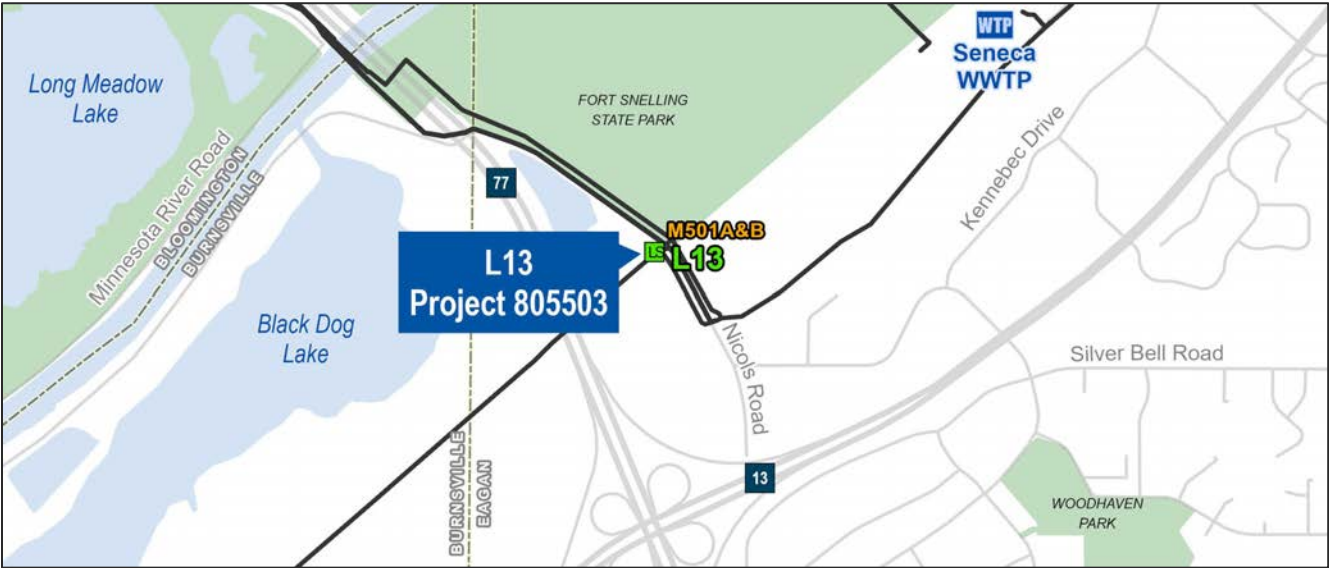 WTP
Seneca
WWTP
Long Meadow
Lake
FORT SNELLING
STATE PARK
Kennebec Drive
Minnesota River Road
BLOOMINGTON
BURNSVILLE
77
M501A&B
LS
L13
L13
Project 805503
Black Dog
Lake
Nicols Road
Silver Bell Road
BURNSVILLE
EAGAN
13
WOODHAVEN
PARK